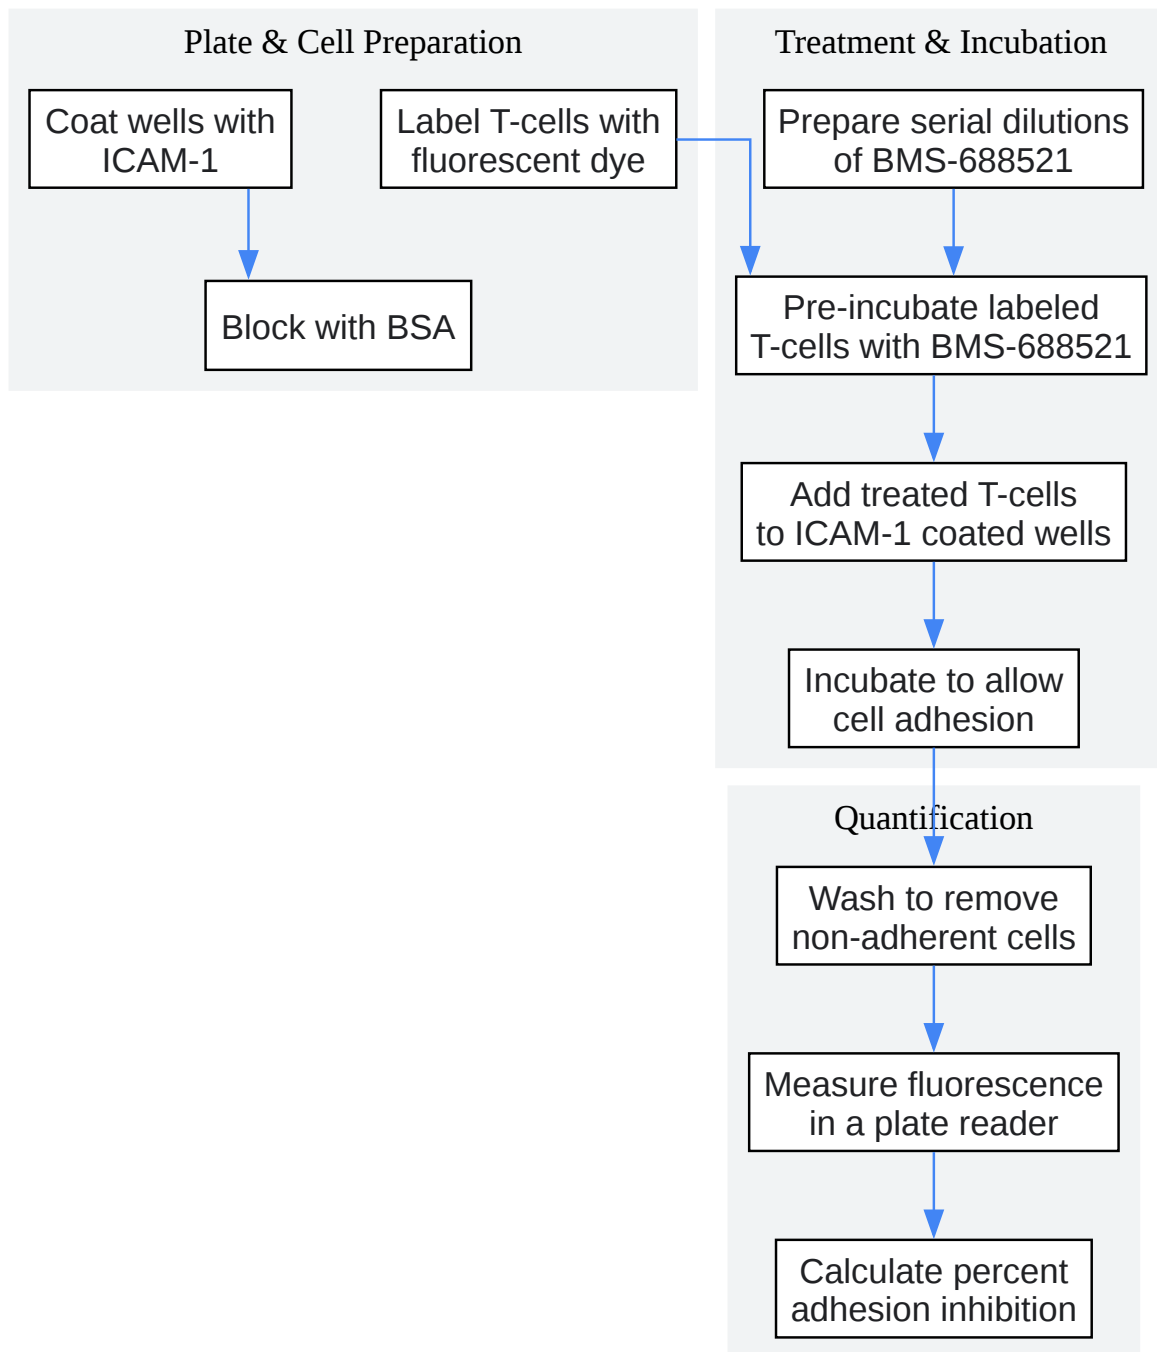 Plate & Cell Preparation
Coat wells with
ICAM-1
Label T-cells with
fluorescent dye
Block with BSA
Treatment & Incubation
Prepare serial dilutions
of BMS-688521
Pre-incubate labeled
T-cells with BMS-688521
Add treated T-cells
to ICAM-1 coated wells
Incubate to allow
cell adhesion
Quantification
Wash to remove
non-adherent cells
Measure fluorescence
in a plate reader
Calculate percent
adhesion inhibition